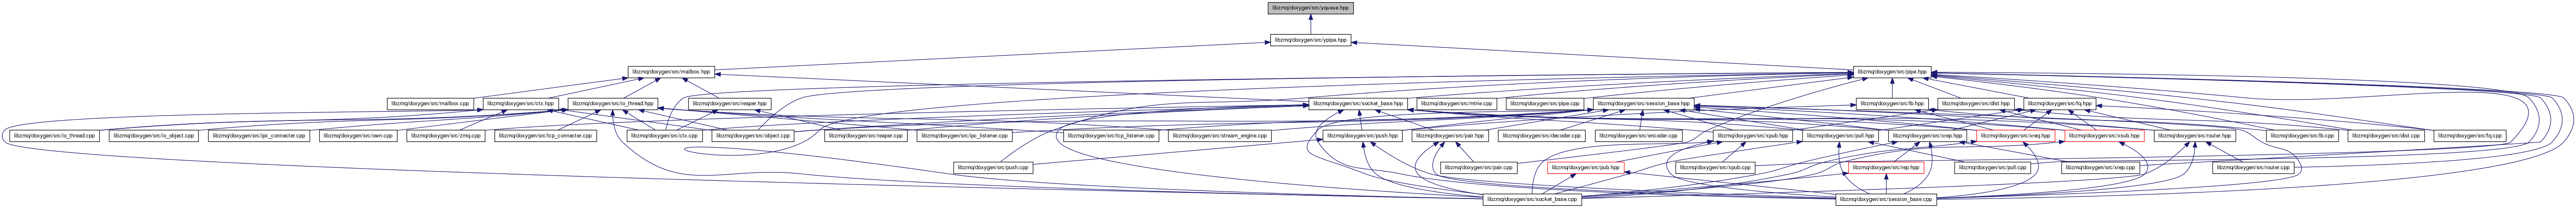 libzmq/doxygen/src/yqueue.hpp
libzmq/doxygen/src/ypipe.hpp
libzmq/doxygen/src/mailbox.hpp
libzmq/doxygen/src/pipe.hpp
libzmq/doxygen/src/mailbox.cpp
libzmq/doxygen/src/ctx.hpp
libzmq/doxygen/src/io_thread.hpp
libzmq/doxygen/src/reaper.hpp
libzmq/doxygen/src/socket_base.hpp
libzmq/doxygen/src/mtrie.cpp
libzmq/doxygen/src/pipe.cpp
libzmq/doxygen/src/session_base.hpp
libzmq/doxygen/src/lb.hpp
libzmq/doxygen/src/dist.hpp
libzmq/doxygen/src/fq.hpp
libzmq/doxygen/src/io_thread.cpp
libzmq/doxygen/src/io_object.cpp
libzmq/doxygen/src/ipc_connecter.cpp
libzmq/doxygen/src/own.cpp
libzmq/doxygen/src/zmq.cpp
libzmq/doxygen/src/tcp_connecter.cpp
libzmq/doxygen/src/ctx.cpp
libzmq/doxygen/src/object.cpp
libzmq/doxygen/src/reaper.cpp
libzmq/doxygen/src/ipc_listener.cpp
libzmq/doxygen/src/tcp_listener.cpp
libzmq/doxygen/src/stream_engine.cpp
libzmq/doxygen/src/push.hpp
libzmq/doxygen/src/pair.hpp
libzmq/doxygen/src/decoder.cpp
libzmq/doxygen/src/encoder.cpp
libzmq/doxygen/src/xpub.hpp
libzmq/doxygen/src/pull.hpp
libzmq/doxygen/src/xrep.hpp
libzmq/doxygen/src/xreq.hpp
libzmq/doxygen/src/xsub.hpp
libzmq/doxygen/src/router.hpp
libzmq/doxygen/src/lb.cpp
libzmq/doxygen/src/dist.cpp
libzmq/doxygen/src/fq.cpp
libzmq/doxygen/src/push.cpp
libzmq/doxygen/src/pair.cpp
libzmq/doxygen/src/pub.hpp
libzmq/doxygen/src/xpub.cpp
libzmq/doxygen/src/rep.hpp
libzmq/doxygen/src/pull.cpp
libzmq/doxygen/src/xrep.cpp
libzmq/doxygen/src/router.cpp
libzmq/doxygen/src/socket_base.cpp
libzmq/doxygen/src/session_base.cpp